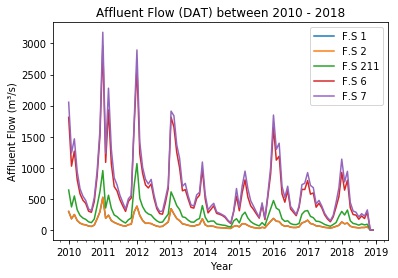 Affluent Flow (DAT) between 2010 - 2018
F.S 1
F.S 2
F.S 211
F.S 6
F.S 7
Affluent Flow (m³/s)
3000
2500
2000
1500
1000
500
0
2010 2011 2012 2013 2014 2015 2016 2017 2018 2019
Year